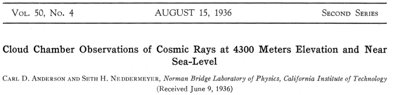 VOL. 50, NO. 4 AUGUST 15, 1936 SECOND SERIES
Cloud Chamber Observations of Cosmic Rays at 4300 Meters Elevation and Near
Sea-Level
CARL D. ANDERSON AND SETH H. NEDDERMEYER, Norman Bridge Laboratory of Physics, California Institute of Technology
(Received June 9, 1936)